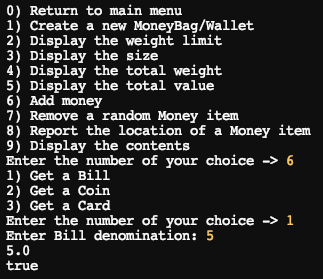 0) Return to main menu
1) Create a new MoneyBag/Wallet
2) Display the weight limit
3) Display the size
4) Display the total weight
5) Display the total value
6) Add money
7) Remove a random Money item
8) Report the location of a Money item
9) Display the contents
Enter the number of your choice -> 6
1) Get a Bill
2) Get a Coin
3) Get a Card
Enter the number of your choice -> 1
Enter Bill denomination: 5
5.0
true